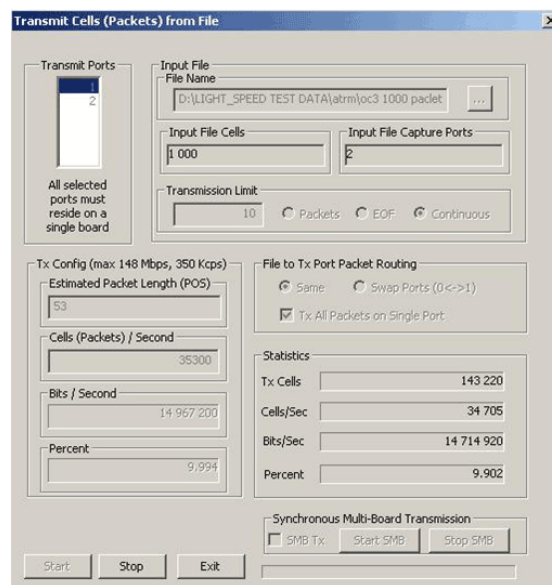 Transmit Cells (Packets) from File
Transmit Ports
1
2
All selected
ports must
reside on a
single board
Input File
File Name
D:\LIGHT_SPEED TEST DATA\atrm\oc3 1000 paclet
...
Input File Cells
1 000
Input File Capture Ports
2
Transmission Limit
10
Packets
EOF
Continuous
Tx Config (max 148 Mbps, 350 Kcps)
Estimated Packet Length (POS)
53
Cells (Packets) / Second
35300
Bits / Second
14 967 200
Percent
9.994
File to Tx Port Packet Routing
Same
Swap Ports (0<->1)
Tx All Packets on Single Port
Statistics
Tx Cells 143 220
Cells/Sec 34 705
Bits/Sec 14 714 920
Percent 9.902
Synchronous Multi-Board Transmission
SMB Tx
Start SMB
Stop SMB
Start
Stop
Exit